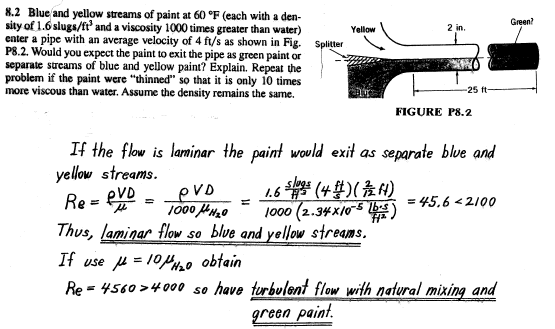 8.2 Blue and yellow streams of paint at 60 °F (each with a den-
sity of 1.6 slugs/ft³ and a viscosity 1000 times greater than water)
enter a pipe with an average velocity of 4 ft/s as shown in Fig.
P8.2. Would you expect the paint to exit the pipe as green paint or
separate streams of blue and yellow paint? Explain. Repeat the
problem if the paint were "thinned" so that it is only 10 times
more viscous than water. Assume the density remains the same.
Yellow
2 in.
Green?
Splitter
Blue
25 ft
FIGURE P8.2
If the flow is laminar the paint would exit as separate blue and
yellow streams.
Re = ρVD/μ = ρVD/1000 μH₂O = 1.6 slugs/ft³ (4 ft/s)(2/12 ft)/1000 (2.34×10⁻⁵ lb·s/ft²) = 45.6 < 2100
Thus, laminar flow so blue and yellow streams.
If use μ = 10μH₂O obtain
Re = 4560 > 4000 so have turbulent flow with natural mixing and
green paint.